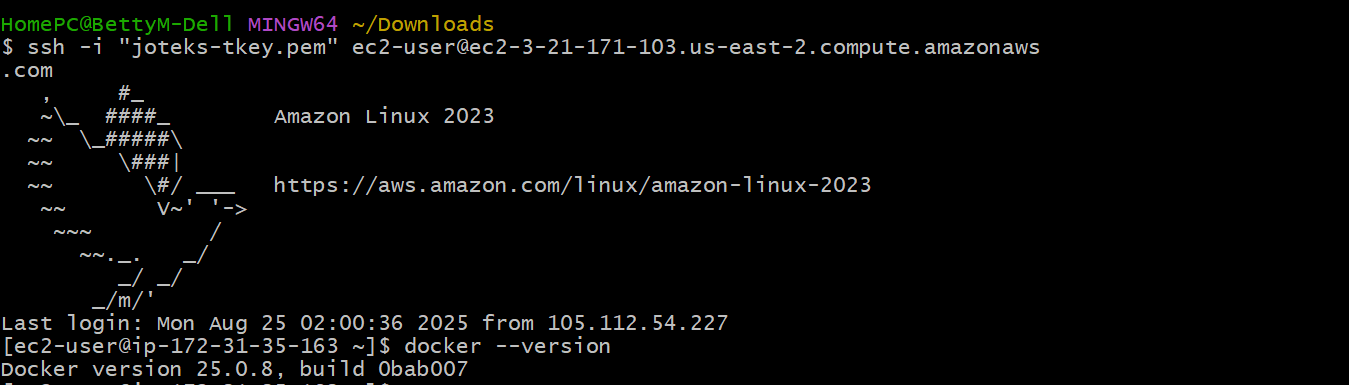 HomePC@BettyM-Dell MINGW64 ~/Downloads
$ ssh -i "joteks-tkey.pem" ec2-user@ec2-3-21-171-103.us-east-2.compute.amazonaws
.com
   ,     #_
   ~\_  ####_        Amazon Linux 2023
  ~~  \_#####\
  ~~     \###|
  ~~       \#/ ___   https://aws.amazon.com/linux/amazon-linux-2023
   ~~       V~' '->
    ~~~         /
      ~~._.   _/
         _/ _/
       _/m/'
Last login: Mon Aug 25 02:00:36 2025 from 105.112.54.227
[ec2-user@ip-172-31-35-163 ~]$ docker --version
Docker version 25.0.8, build 0bab007